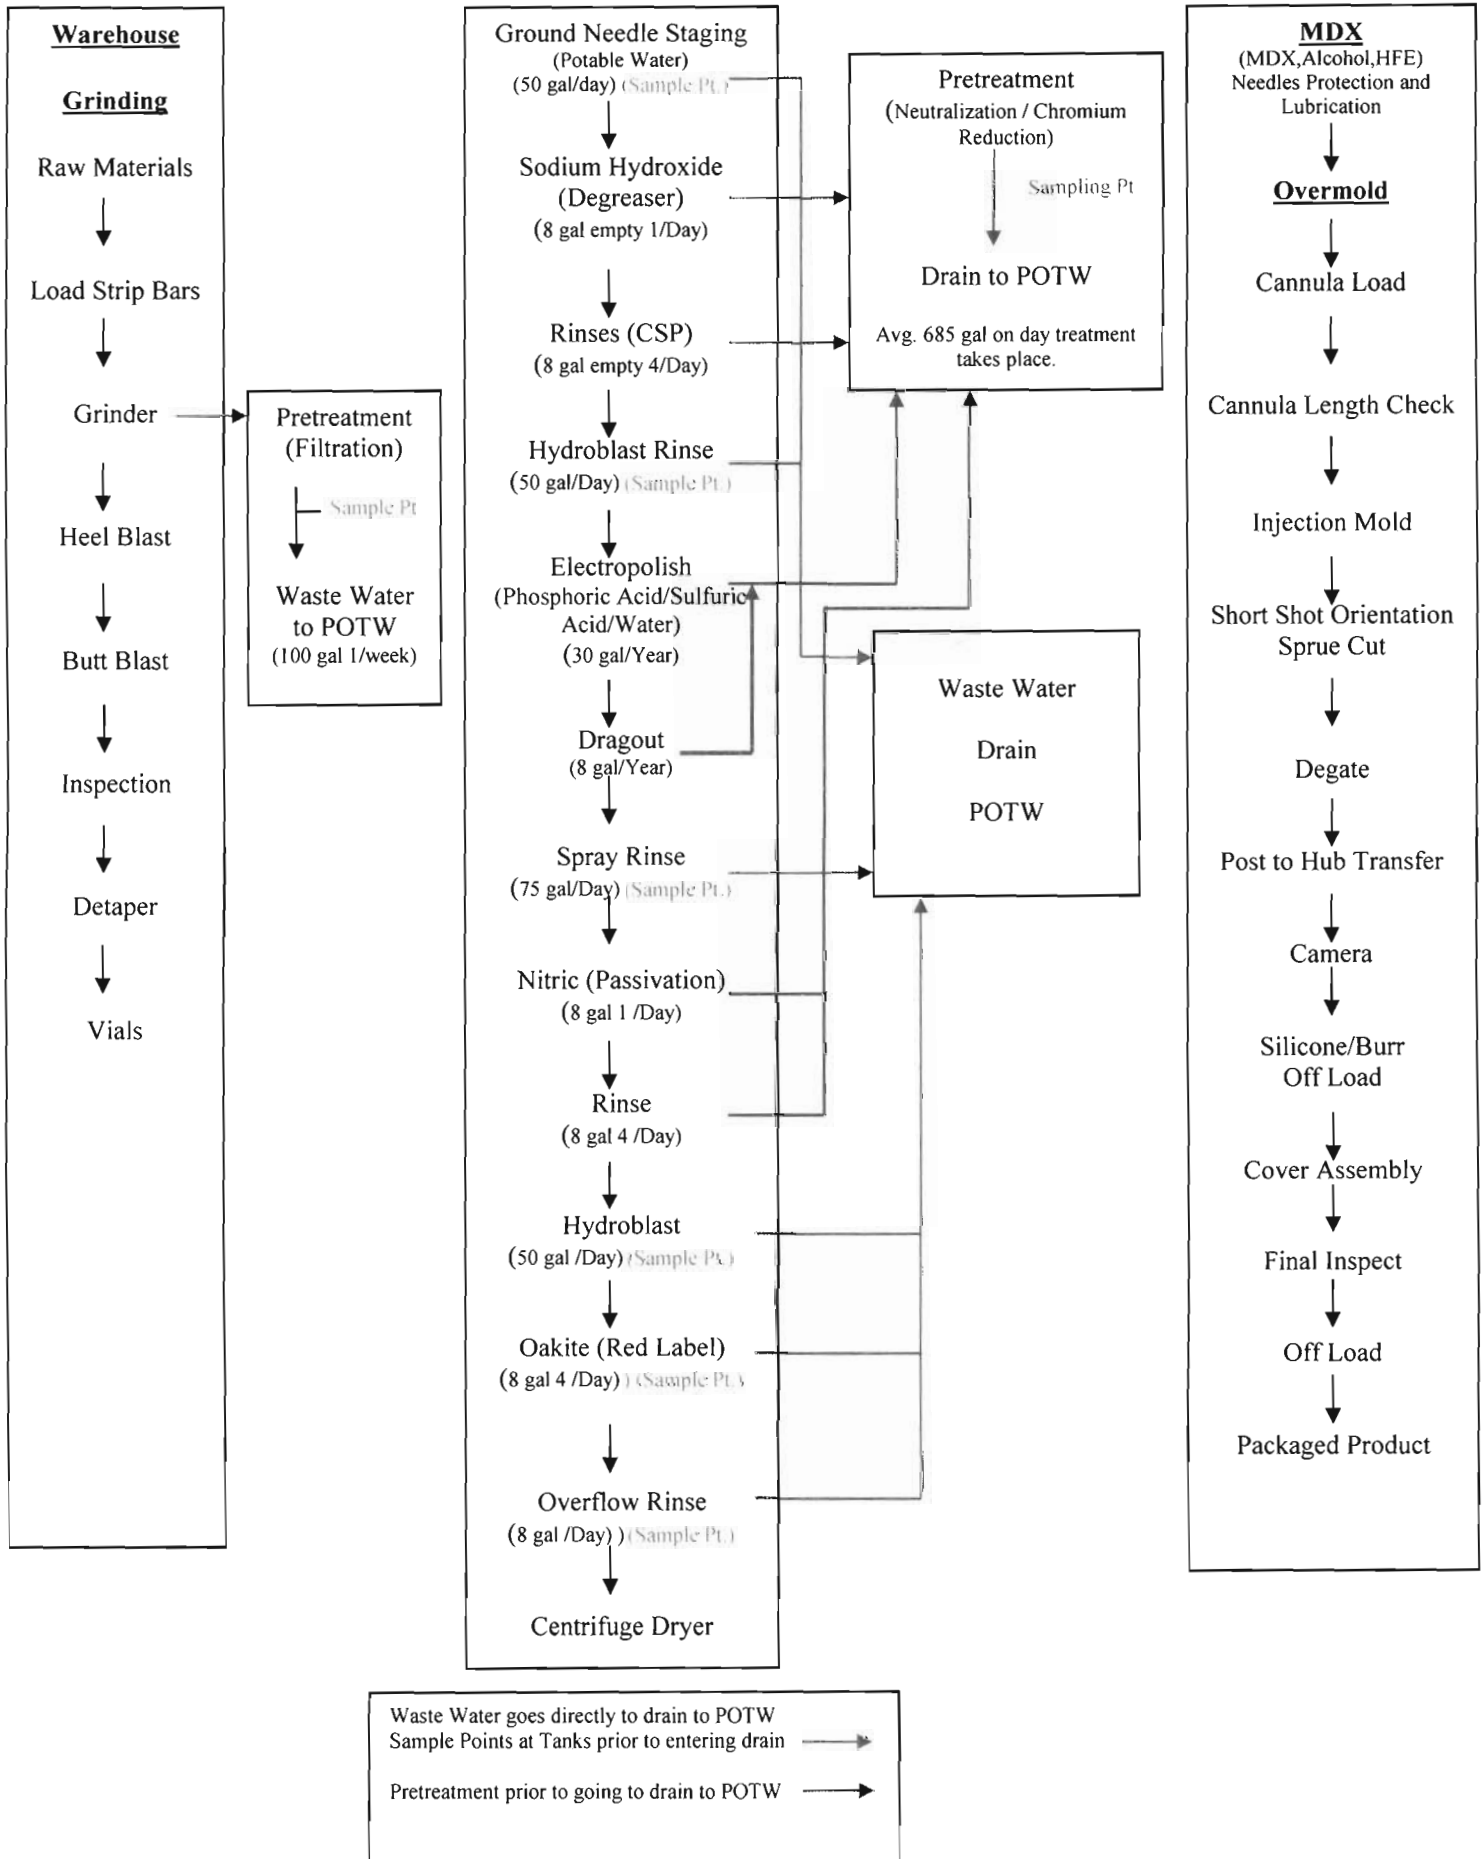 Warehouse
Grinding
Raw Materials
Load Strip Bars
Grinder
Heel Blast
Butt Blast
Inspection
Detaper
Vials
Pretreatment
(Filtration)
Sample Pt
Waste Water
to POTW
(100 gal 1/week)
Ground Needle Staging
(Potable Water)
(50 gal/day) (Sample Pt.)
Sodium Hydroxide
(Degreaser)
(8 gal empty 1/Day)
Rinses (CSP)
(8 gal empty 4/Day)
Hydroblast Rinse
(50 gal/Day) (Sample Pt.)
Electropolish
(Phosphoric Acid/Sulfuric
Acid/Water)
(30 gal/Year)
Dragout
(8 gal/Year)
Spray Rinse
(75 gal/Day) (Sample Pt.)
Nitric (Passivation)
(8 gal 1 /Day)
Rinse
(8 gal 4 /Day)
Hydroblast
(50 gal /Day) (Sample Pt.)
Oakite (Red Label)
(8 gal 4 /Day) ) (Sample Pt.)
Overflow Rinse
(8 gal /Day) ) (Sample Pt.)
Centrifuge Dryer
Pretreatment
(Neutralization / Chromium
Reduction)
Sampling Pt
Drain to POTW
Avg. 685 gal on day treatment
takes place.
Waste Water
Drain
POTW
MDX
(MDX,Alcohol,HFE)
Needles Protection and
Lubrication
Overmold
Cannula Load
Cannula Length Check
Injection Mold
Short Shot Orientation
Sprue Cut
Degate
Post to Hub Transfer
Camera
Silicone/Burr
Off Load
Cover Assembly
Final Inspect
Off Load
Packaged Product
Waste Water goes directly to drain to POTW
Sample Points at Tanks prior to entering drain
Pretreatment prior to going to drain to POTW